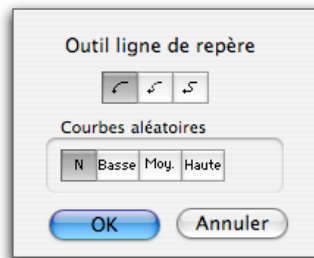 Outil ligne de repère
Courbes aléatoires
N Basse Moy. Haute
OK Annuler